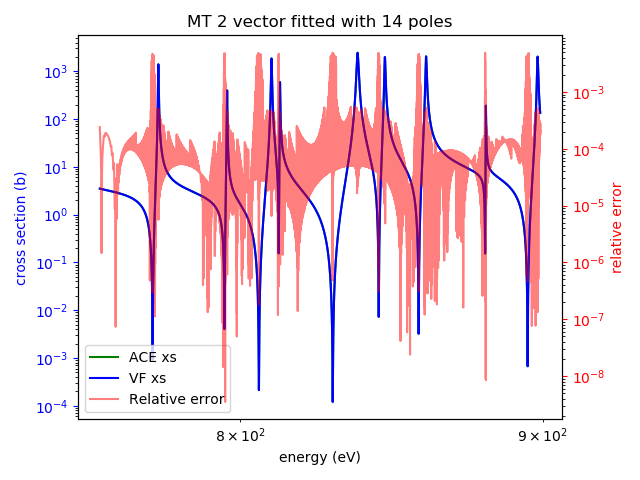 MT 2 vector fitted with 14 poles
cross section (b)
10³
10²
10¹
10⁰
10⁻¹
10⁻²
10⁻³
10⁻⁴
10⁻³
10⁻⁴
10⁻⁵
10⁻⁶
10⁻⁷
10⁻⁸
relative error
ACE xs
VF xs
Relative error
8 × 10²
9 × 10²
energy (eV)